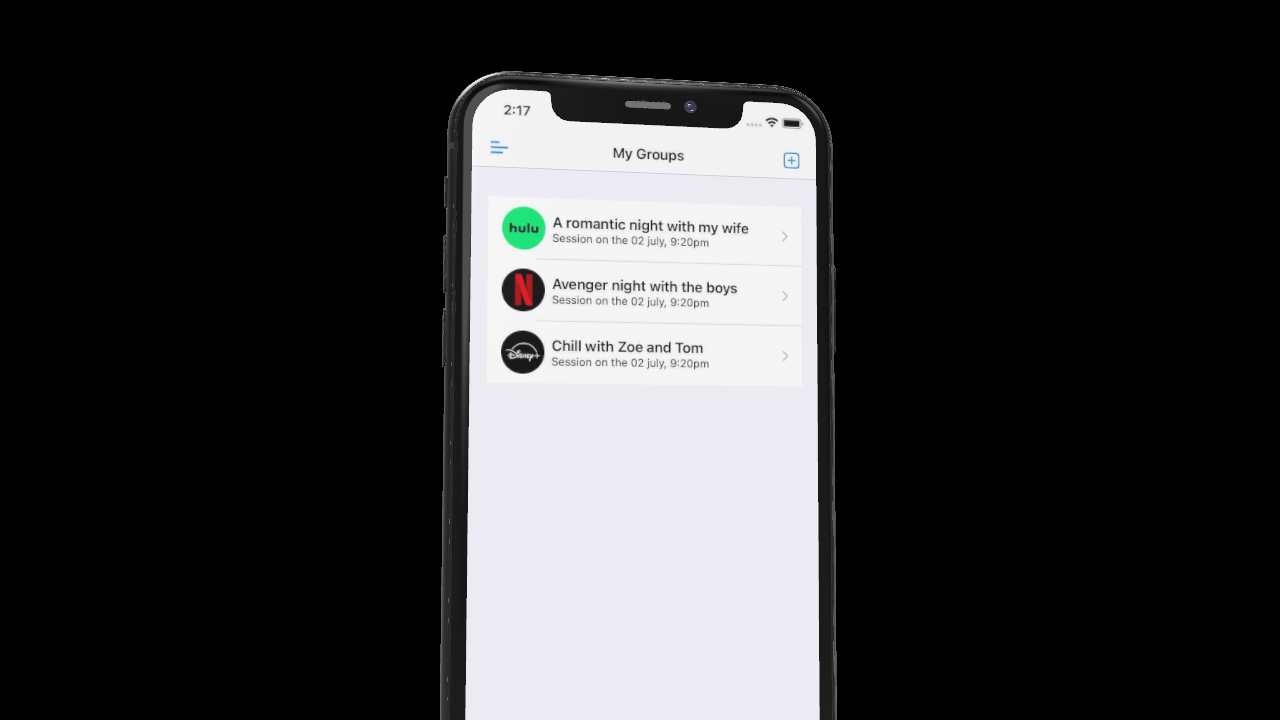 2:17
My Groups
hulu
A romantic night with my wife
Session on the 02 july, 9:20pm
N
Avenger night with the boys
Session on the 02 july, 9:20pm
Disney+
Chill with Zoe and Tom
Session on the 02 july, 9:20pm